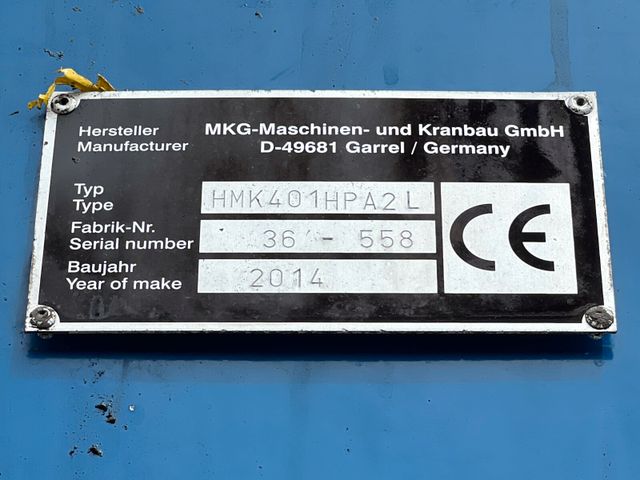 Hersteller
Manufacturer
MKG-Maschinen- und Kranbau GmbH
D-49681 Garrel / Germany
Typ
Type
HMK401HPA2L
Fabrik-Nr.
Serial number
36 - 558
Baujahr
Year of make
2014
CE